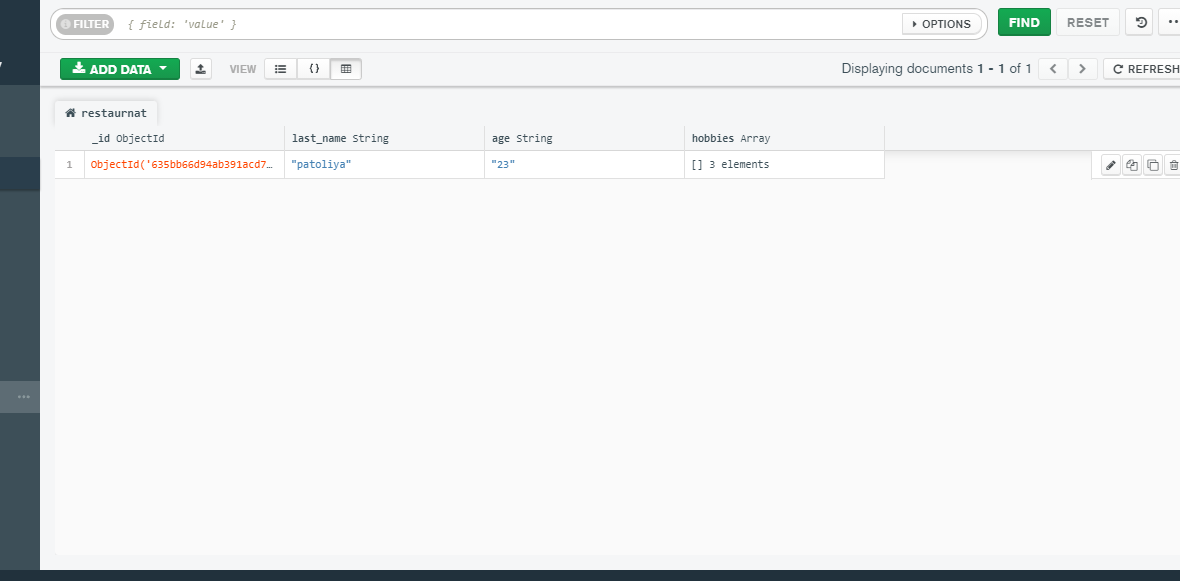 FILTER { field: 'value' } OPTIONS FIND RESET
ADD DATA VIEW {} Displaying documents 1 - 1 of 1 REFRESH
restaurnat
_id ObjectId last_name String age String hobbies Array
1 ObjectId('635bb66d94ab391acd7… "patoliya" "23" [] 3 elements